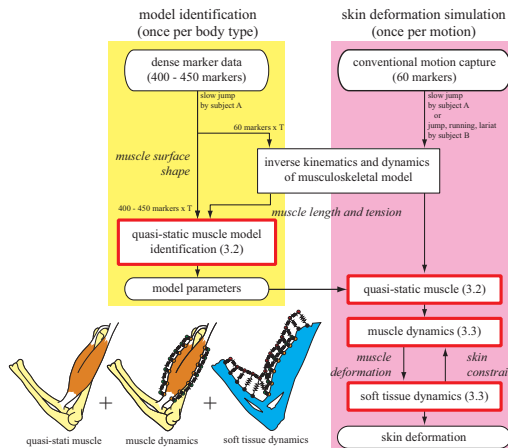 model identification
(once per body type)
skin deformation simulation
(once per motion)
dense marker data
(400 - 450 markers)
conventional motion capture
(60 markers)
slow jump
by subject A
slow jump
by subject A
or
jump, running, lariat
by subject B
60 markers x T
muscle surface
shape
inverse kinematics and dynamics
of musculoskeletal model
400 - 450 markers x T
muscle length and tension
quasi-static muscle model
identification (3.2)
model parameters
quasi-static muscle (3.2)
muscle dynamics (3.3)
muscle
deformation
skin
constrai
soft tissue dynamics (3.3)
skin deformation
+
+
quasi-stati muscle
muscle dynamics
soft tissue dynamics